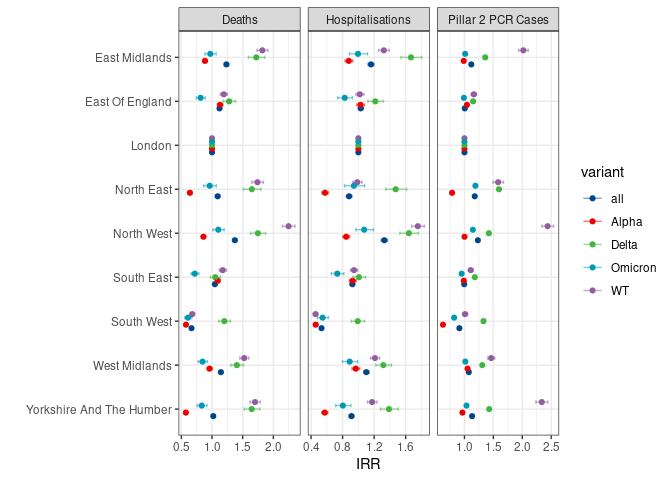 Deaths Hospitalisations Pillar 2 PCR Cases
East Midlands
East Of England
London
North East
North West
South East
South West
West Midlands
Yorkshire And The Humber
0.5 1.0 1.5 2.0 0.4 0.8 1.2 1.6 0.5 1.0 1.5 2.0 2.5
IRR
variant
all
Alpha
Delta
Omicron
WT